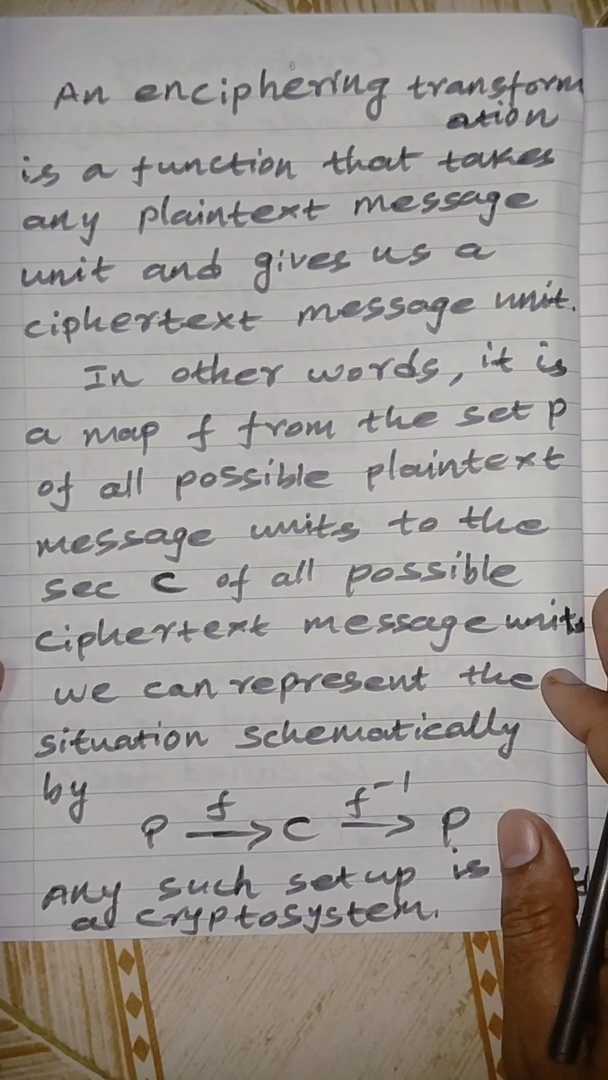 An enciphering transform
ation
is a function that takes
any plaintext message
unit and gives us a
ciphertext message unit.
In other words, it is
a map f from the set P
of all possible plaintext
message units to the
sec C of all possible
ciphertext message units
we can represent the
situation schematically
by
P →f C →f⁻¹ P
Any such setup is
a cryptosystem.